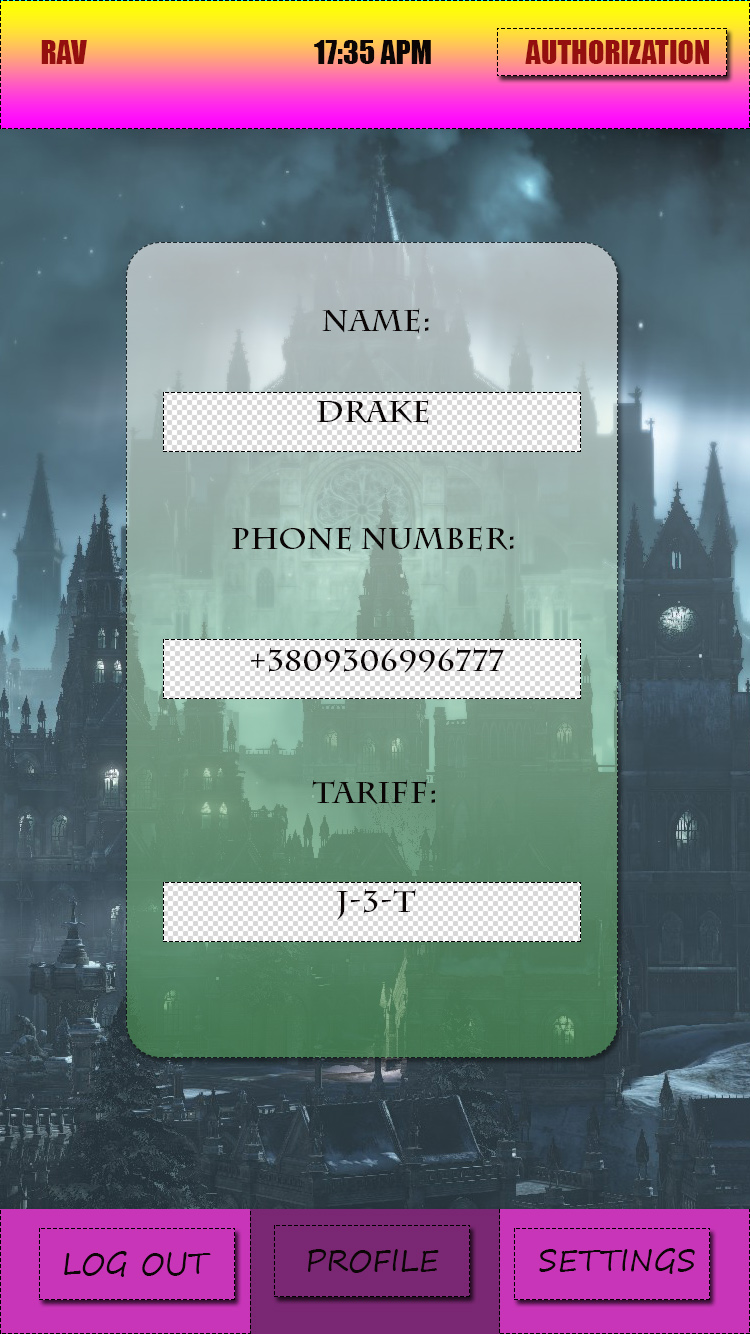 RAV 17:35 APM AUTHORIZATION
NAME:
DRAKE
PHONE NUMBER:
+3809306996777
TARIFF:
J-3-T
LOG OUT PROFILE SETTINGS